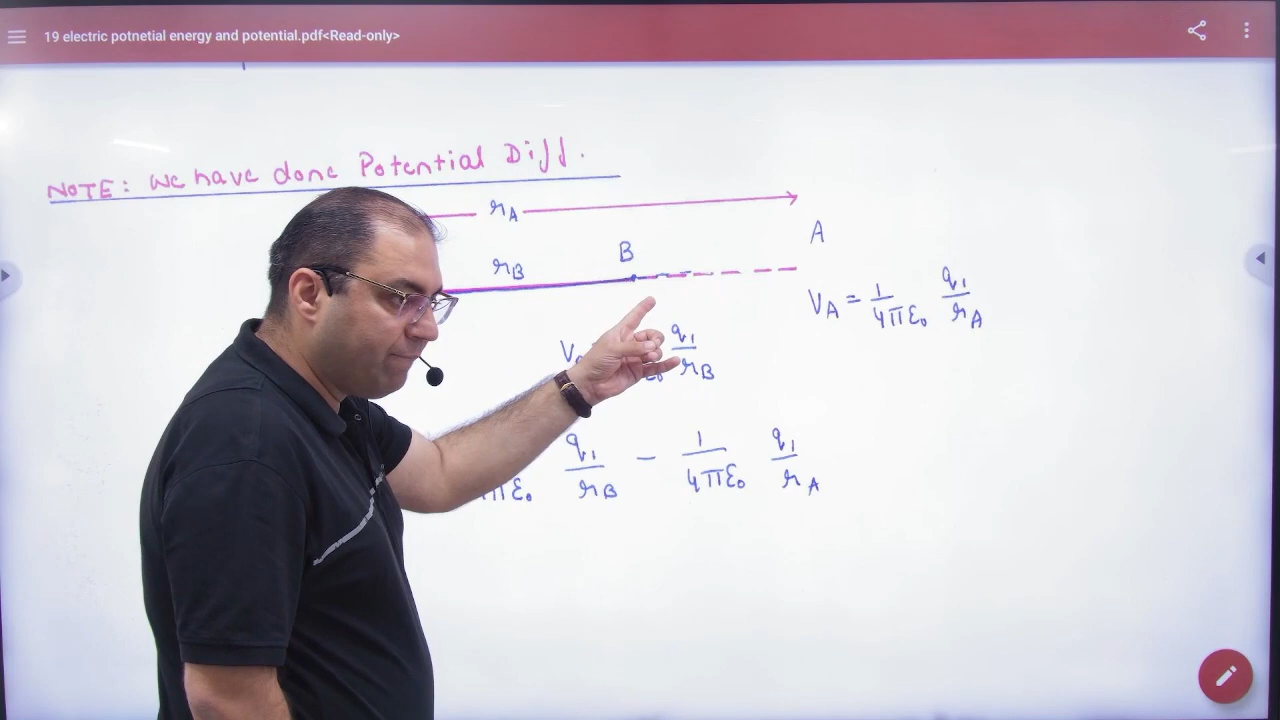 19 electric potnetial energy and potential.pdf<Read-only>
NOTE: We have done Potential Diff.
r_A
A
r_B B
V_A = 1/4πε₀ q₁/r_A
q₁/r_B
πε₀ q₁/r_B − 1/4πε₀ q₁/r_A